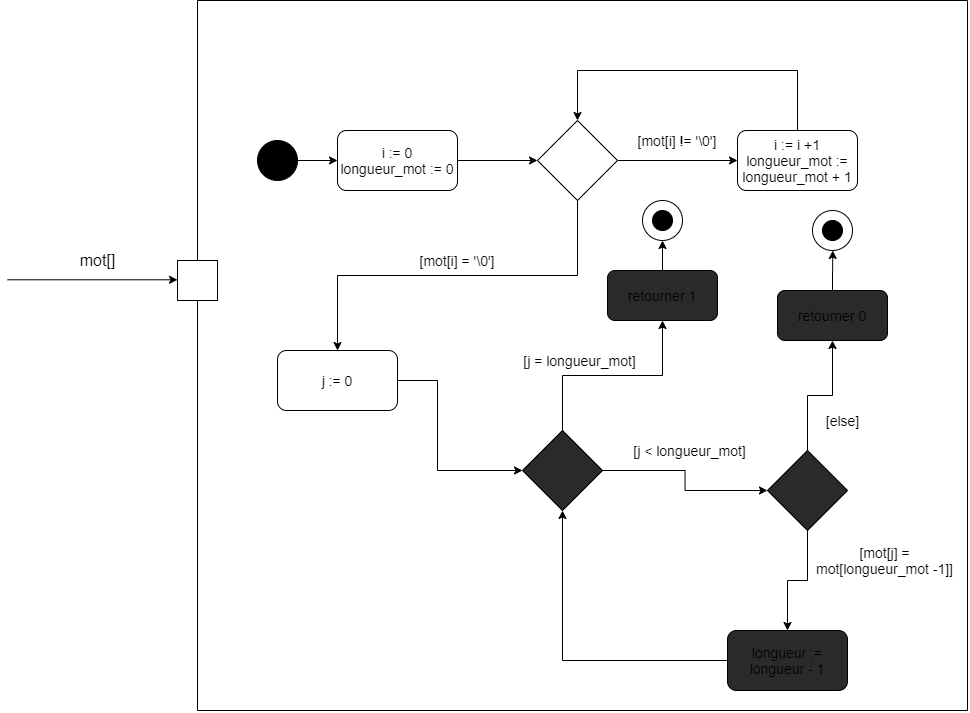 i := 0
longueur_mot := 0
[mot[i] != '\0']
i := i +1
longueur_mot :=
longueur_mot + 1
mot[]
[mot[i] = '\0']
retourner 1
retourner 0
j := 0
[j = longueur_mot]
[j < longueur_mot]
[else]
[mot[j] =
mot[longueur_mot -1]]
longueur :=
longueur - 1